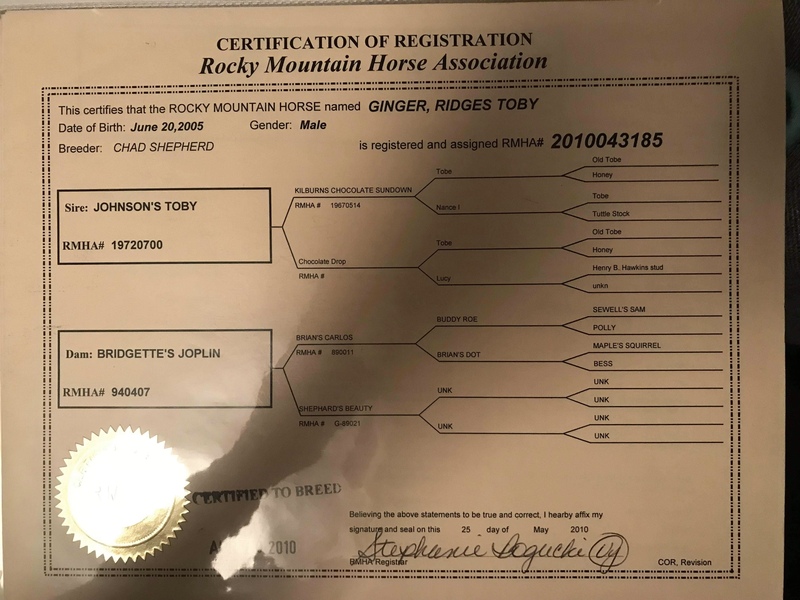 CERTIFICATION OF REGISTRATION
Rocky Mountain Horse Association
This certifies that the ROCKY MOUNTAIN HORSE named GINGER, RIDGES TOBY
Date of Birth: June 20,2005 Gender: Male
Breeder: CHAD SHEPHERD is registered and assigned RMHA# 2010043185
Sire: JOHNSON'S TOBY
RMHA# 19720700
KILBURNS CHOCOLATE SUNDOWN
RMHA # 19670514
Chocolate Drop
RMHA #
Tobe
Nance I
Tobe
Lucy
Old Tobe
Honey
Tobe
Tuttle Stock
Old Tobe
Honey
Henry B. Hawkins stud
unkn
Dam: BRIDGETTE'S JOPLIN
RMHA# 940407
BRIAN'S CARLOS
RMHA # 890011
SHEPHARD'S BEAUTY
RMHA # G-89021
BUDDY ROE
BRIAN'S DOT
UNK
UNK
SEWELL'S SAM
POLLY
MAPLE'S SQUIRREL
BESS
UNK
UNK
UNK
UNK
CERTIFIED TO BREED
2010
Believing the above statements to be true and correct, I hearby affix my
signature and seal on this 25 day of May 2010
Stephanie
RMHA Registrar
COR, Revision